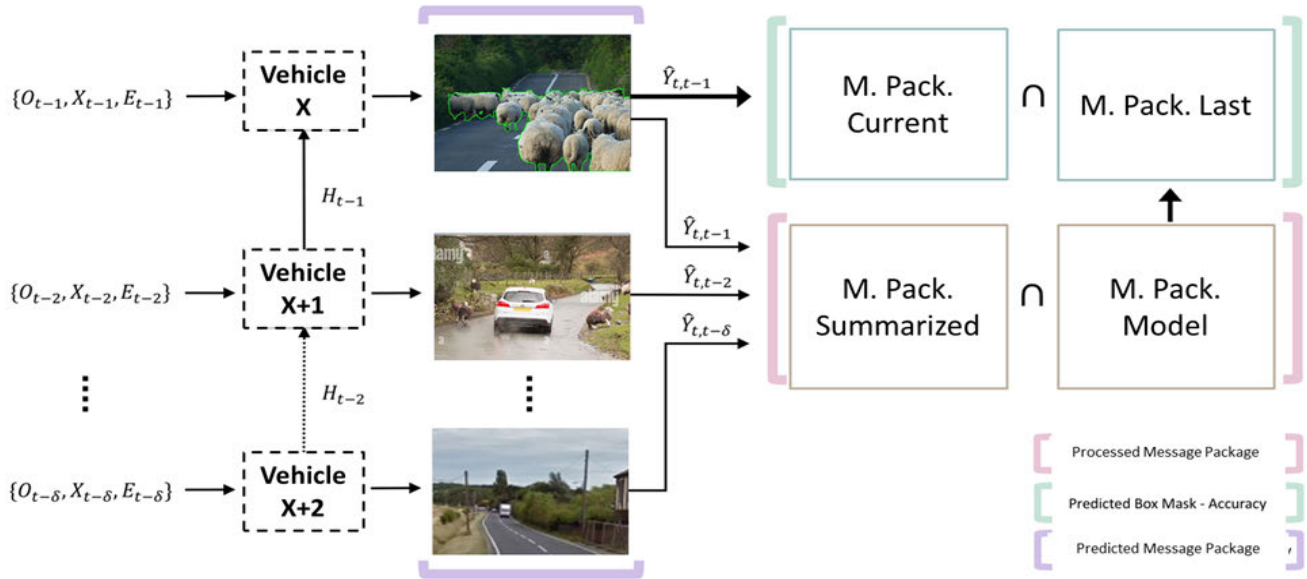 {O_{t-1}, X_{t-1}, E_{t-1}}
Vehicle
X
Ŷ_{t,t-1}
M. Pack.
Current
∩
M. Pack. Last
H_{t-1}
Ŷ_{t,t-1}
{O_{t-2}, X_{t-2}, E_{t-2}}
Vehicle
X+1
alamy
a
a
alamy
a
a
Ŷ_{t,t-2}
Ŷ_{t,t-δ}
M. Pack.
Summarized
∩
M. Pack.
Model
H_{t-2}
{O_{t-δ}, X_{t-δ}, E_{t-δ}}
Vehicle
X+2
Processed Message Package
Predicted Box Mask - Accuracy
Predicted Message Package